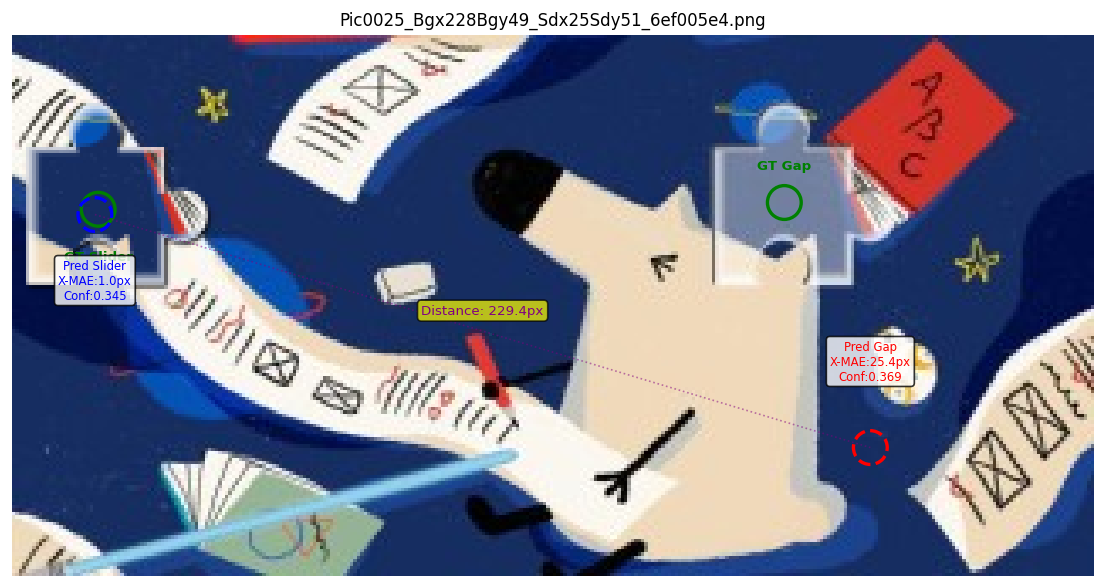 Pic0025_Bgx228Bgy49_Sdx25Sdy51_6ef005e4.png
A
B
C
GT Gap
Pred Slider
X-MAE:1.0px
Conf:0.345
Distance: 229.4px
Pred Gap
X-MAE:25.4px
Conf:0.369